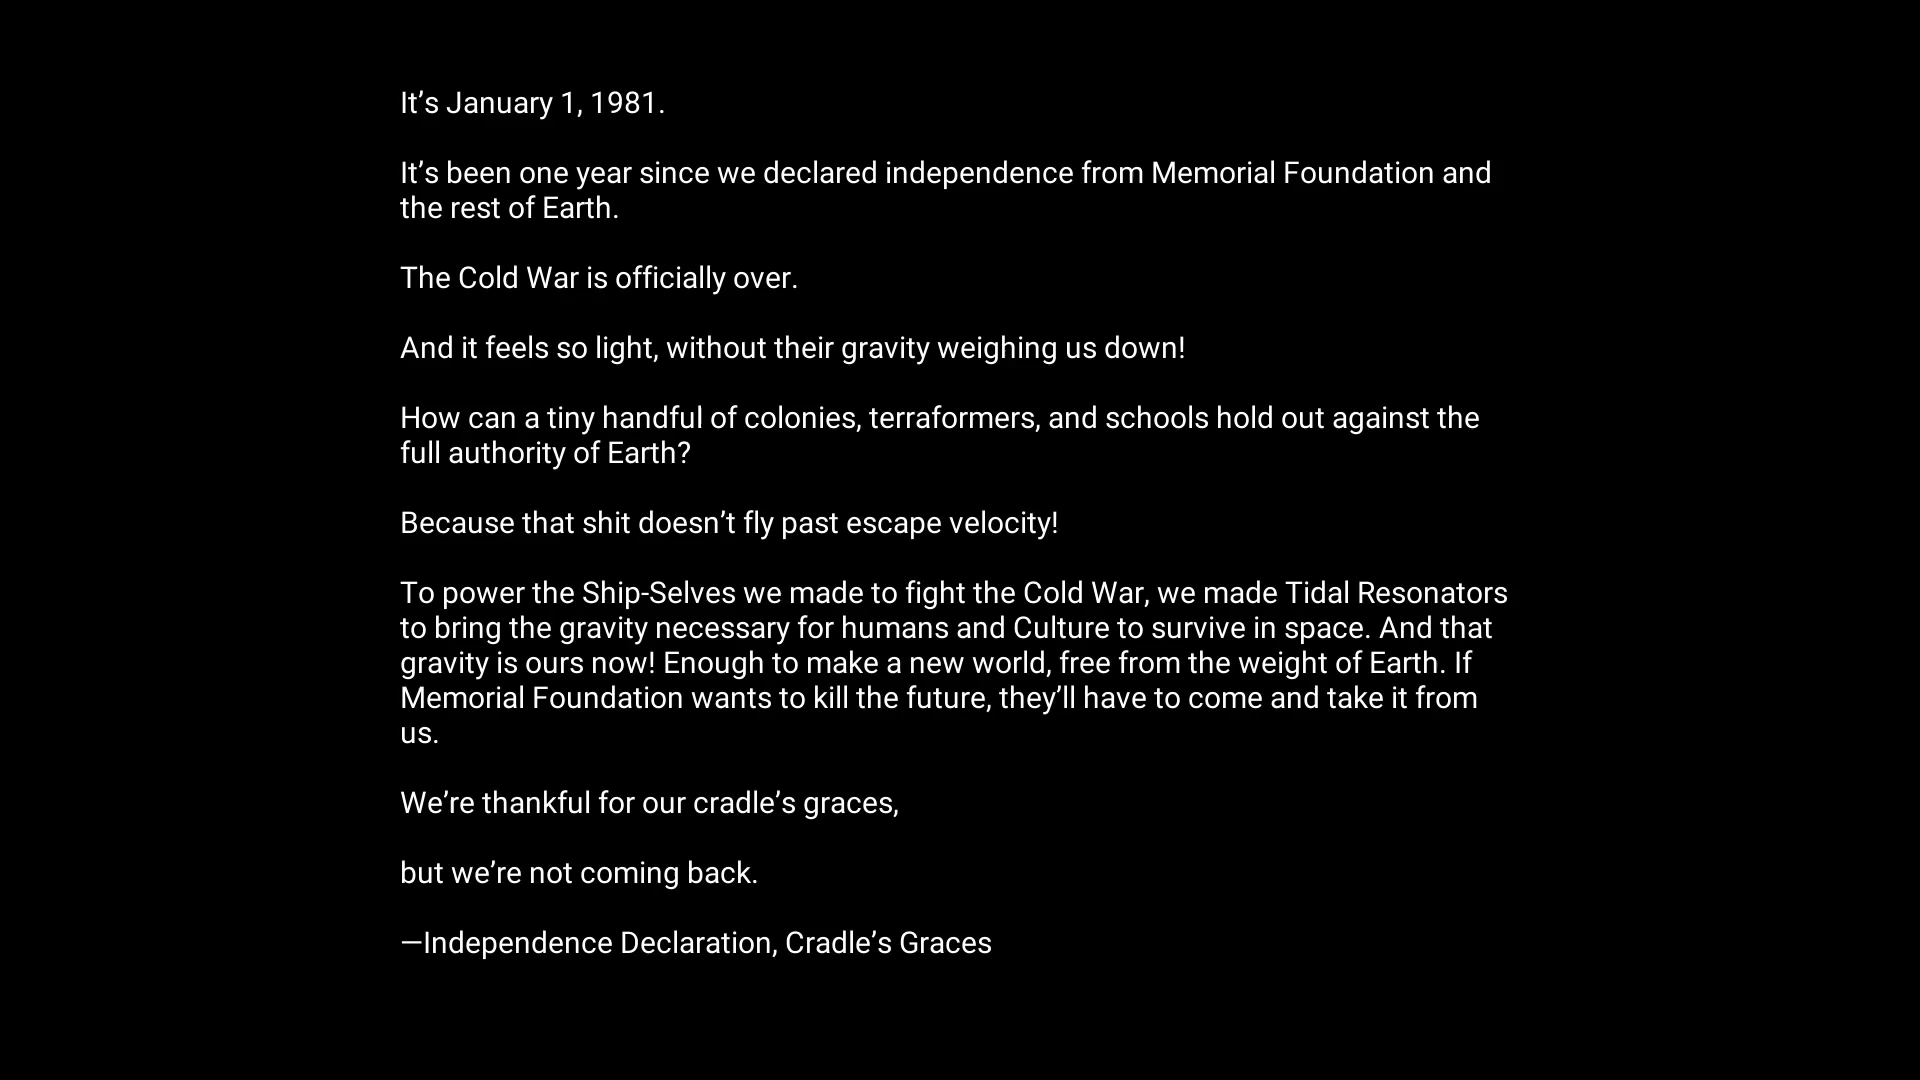 It’s January 1, 1981.
It’s been one year since we declared independence from Memorial Foundation and
the rest of Earth.
The Cold War is officially over.
And it feels so light, without their gravity weighing us down!
How can a tiny handful of colonies, terraformers, and schools hold out against the
full authority of Earth?
Because that shit doesn’t fly past escape velocity!
To power the Ship-Selves we made to fight the Cold War, we made Tidal Resonators
to bring the gravity necessary for humans and Culture to survive in space. And that
gravity is ours now! Enough to make a new world, free from the weight of Earth. If
Memorial Foundation wants to kill the future, they’ll have to come and take it from
us.
We’re thankful for our cradle’s graces,
but we’re not coming back.
—Independence Declaration, Cradle’s Graces